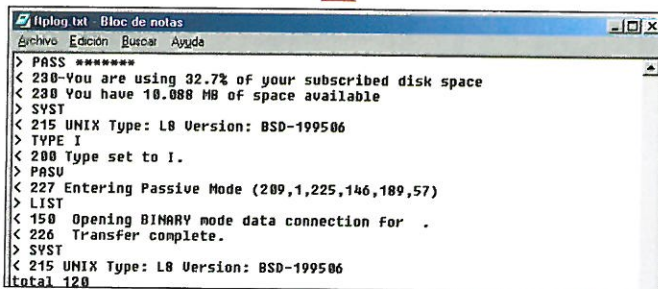 ftplog.txt - Bloc de notas
Archivo Edición Buscar Ayuda
> PASS *******
< 230-You are using 32.7% of your subscribed disk space
< 230 You have 10.088 MB of space available
> SYST
< 215 UNIX Type: L8 Version: BSD-199506
> TYPE I
< 200 Type set to I.
> PASV
< 227 Entering Passive Mode (209,1,225,146,189,57)
> LIST
< 150  Opening BINARY mode data connection for  .
< 226  Transfer complete.
> SYST
< 215 UNIX Type: L8 Version: BSD-199506
total 120